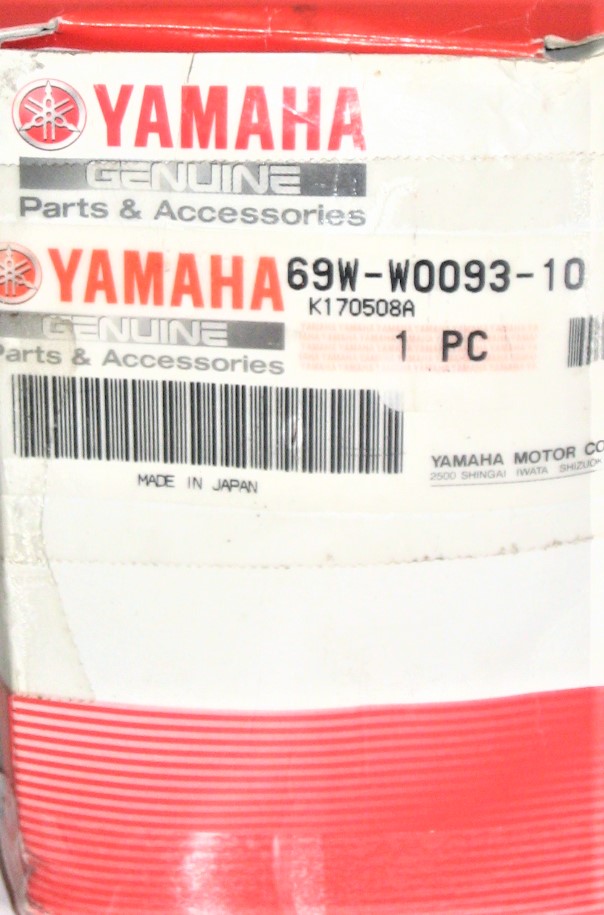 YAMAHA
GENUINE
Parts & Accessories
YAMAHA 69W-W0093-10
K170508A
GENUINE
1 PC
Parts & Accessories
YAMAHA MOTOR CO
2500 SHINGAI IWATA SHIZUOK
MADE IN JAPAN